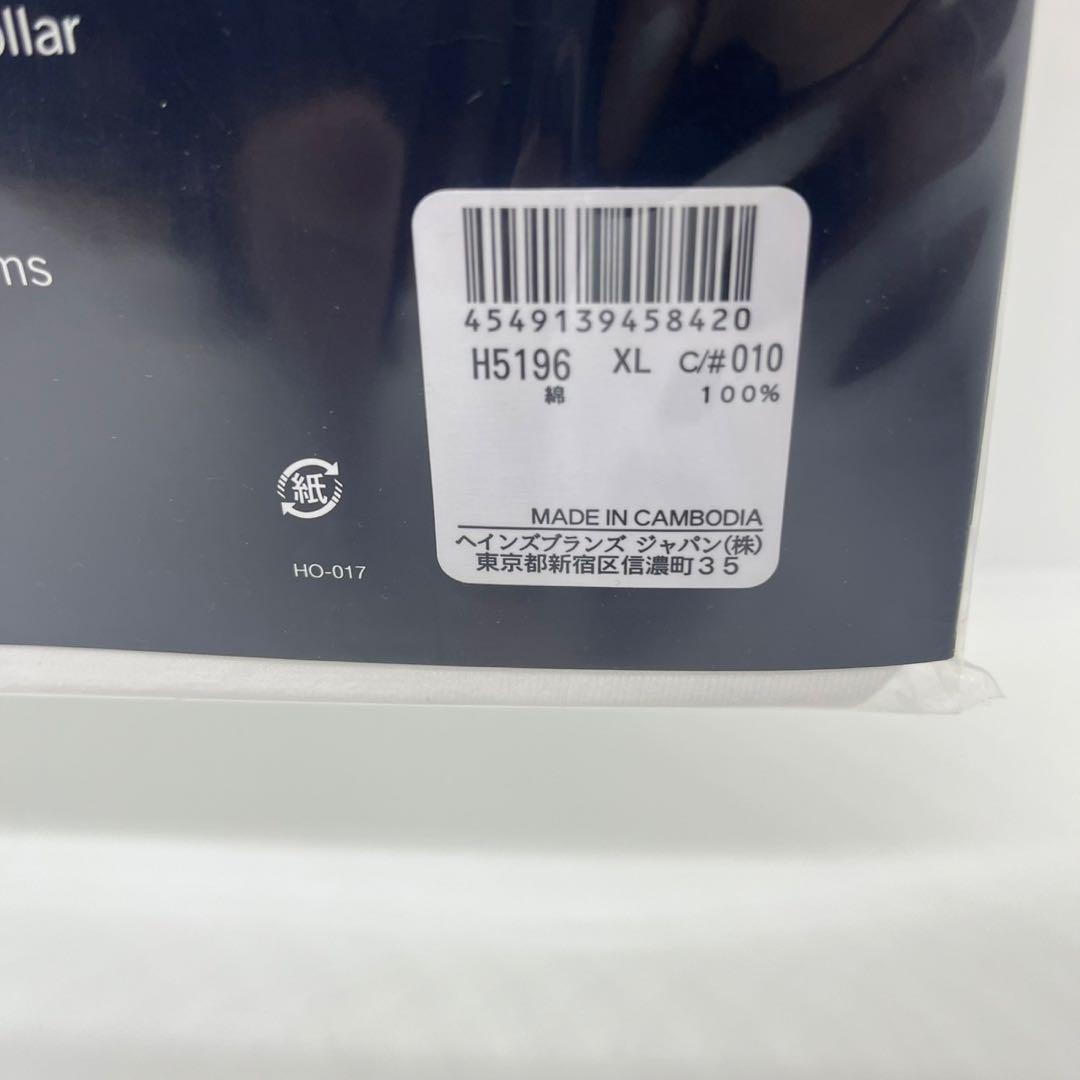 ollar
ms
4549139458420
H5196 XL C/#010
綿 100%
紙
MADE IN CAMBODIA
ヘインズブランズ ジャパン(株)
東京都新宿区信濃町35
HO-017